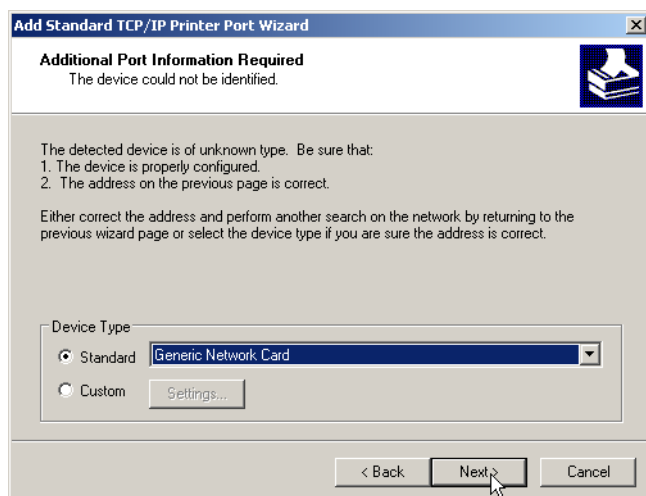 Add Standard TCP/IP Printer Port Wizard
Additional Port Information Required
The device could not be identified.
The detected device is of unknown type. Be sure that:
1. The device is properly configured.
2. The address on the previous page is correct.
Either correct the address and perform another search on the network by returning to the
previous wizard page or select the device type if you are sure the address is correct.
Device Type
Standard Generic Network Card
Custom Settings...
< Back Next > Cancel